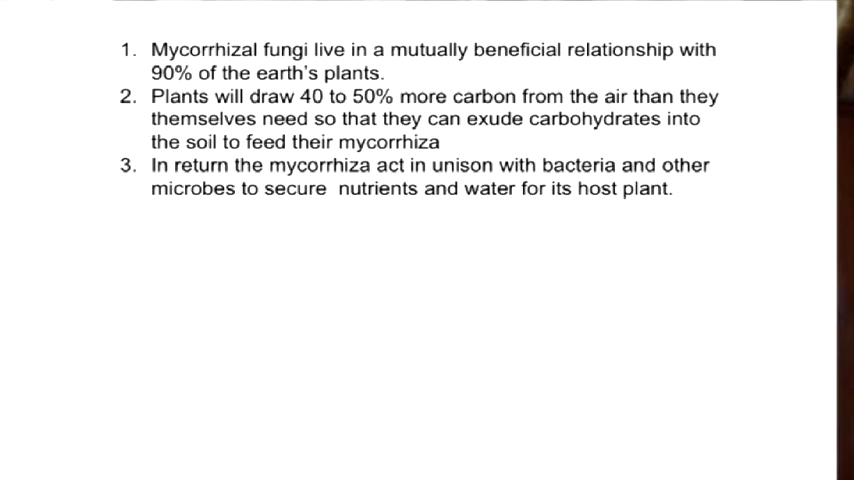 1. Mycorrhizal fungi live in a mutually beneficial relationship with
90% of the earth's plants.
2. Plants will draw 40 to 50% more carbon from the air than they
themselves need so that they can exude carbohydrates into
the soil to feed their mycorrhiza
3. In return the mycorrhiza act in unison with bacteria and other
microbes to secure  nutrients and water for its host plant.